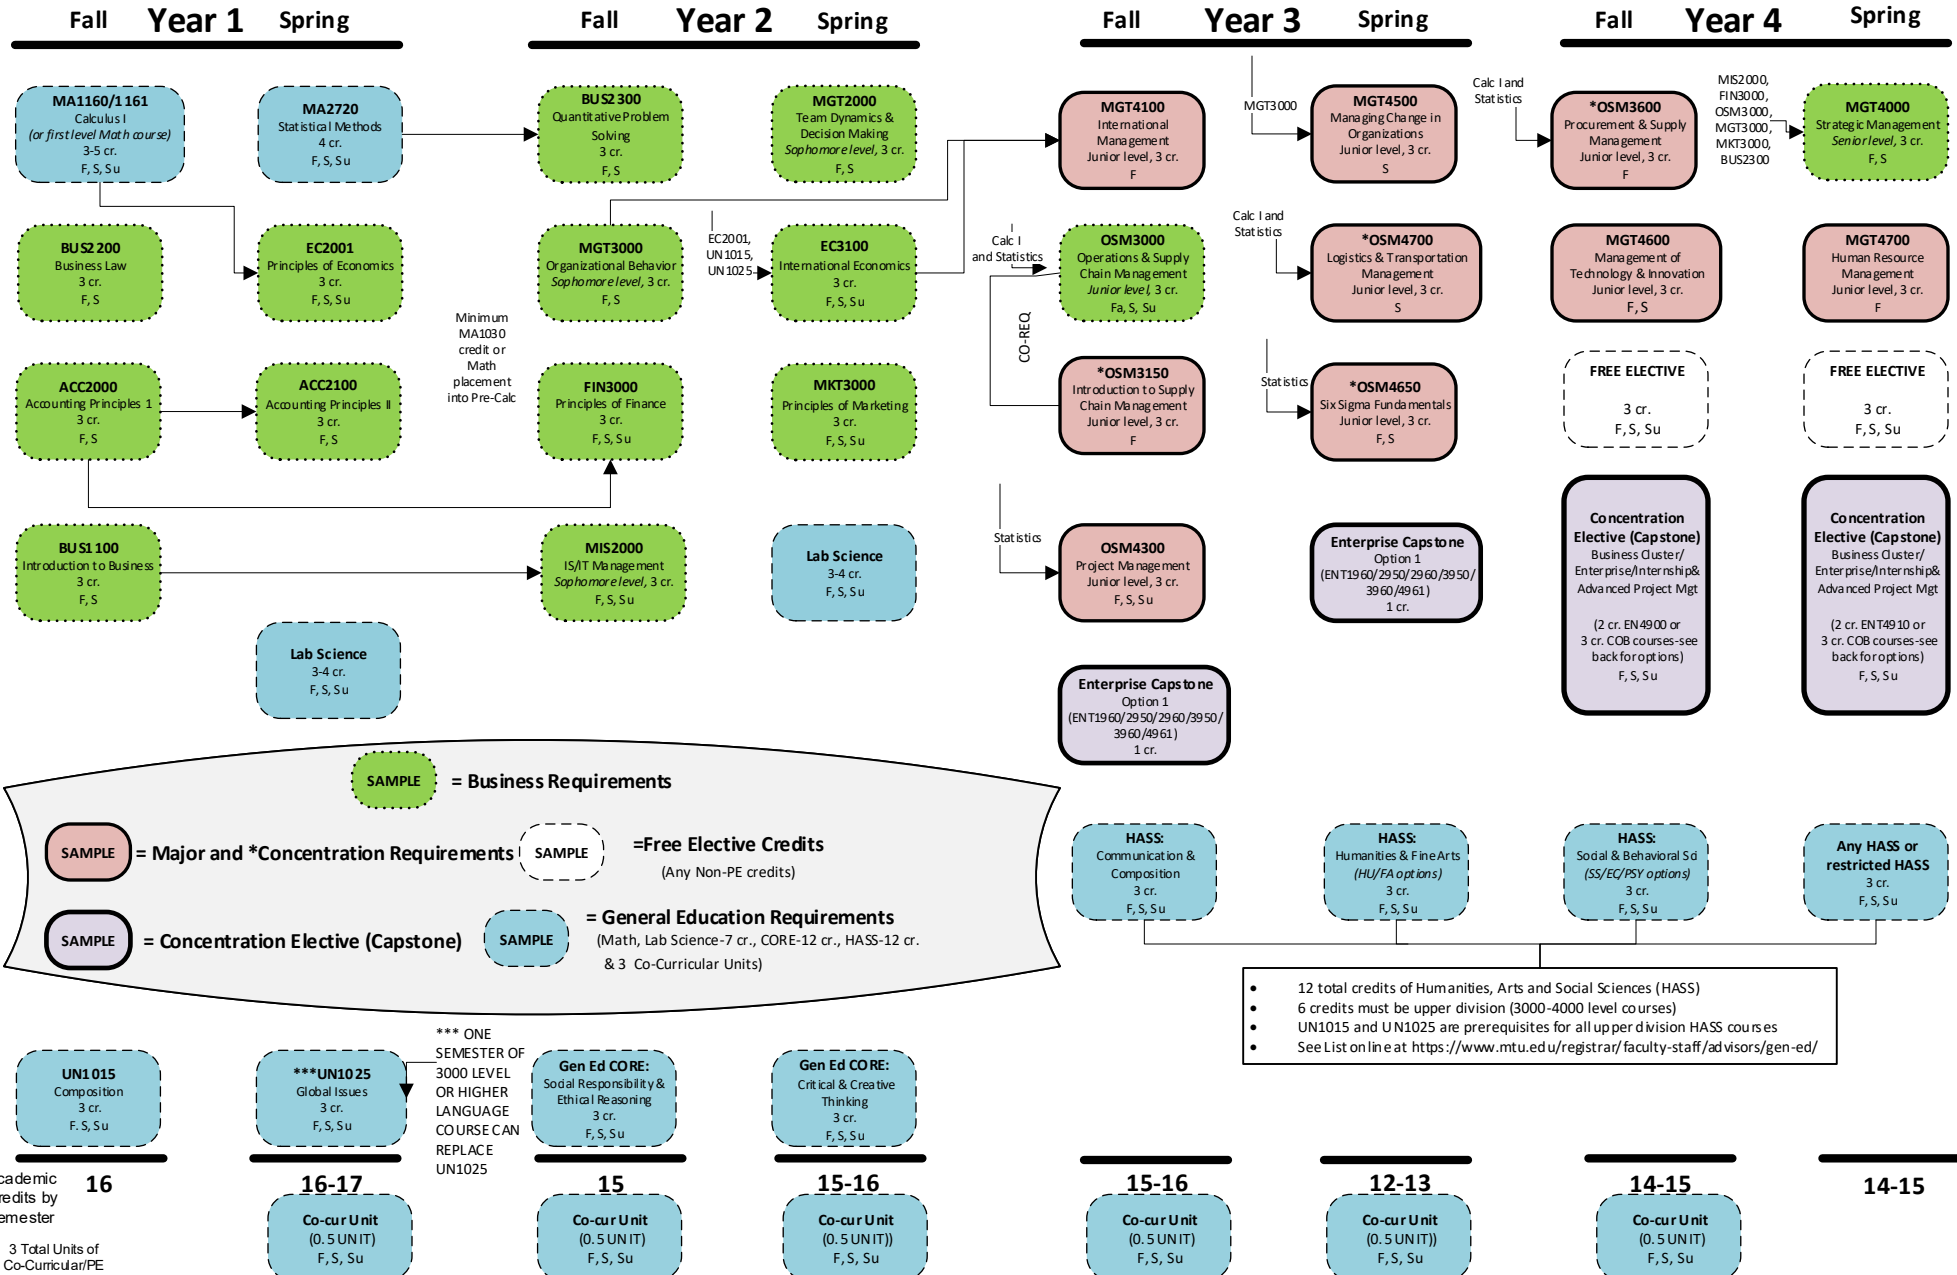 Fall Year 1 Spring
Fall Year 2 Spring
Fall Year 3 Spring
Fall Year 4 Spring
MA1160/1161
Calculus I
(or first level Math course)
3-5 cr.
F, S, Su
MA2720
Statistical Methods
4 cr.
F, S, Su
BUS2300
Quantitative Problem
Solving
3 cr.
F, S
MGT2000
Team Dynamics &
Decision Making
Sophomore level, 3 cr.
F, S
MGT4100
International
Management
Junior level, 3 cr.
F
MGT3000
MGT4500
Managing Change in
Organizations
Junior level, 3 cr.
S
Calc I and
Statistics
*OSM3600
Procurement & Supply
Management
Junior level, 3 cr.
F
MIS2000,
FIN3000,
OSM3000,
MGT3000,
MKT3000,
BUS2300
MGT4000
Strategic Management
Senior level, 3 cr.
F, S
BUS2200
Business Law
3 cr.
F, S
EC2001
Principles of Economics
3 cr.
F, S, Su
MGT3000
Organizational Behavior
Sophomore level, 3 cr.
F, S
EC2001,
UN1015,
UN1025
EC3100
International Economics
3 cr.
F, S, Su
Calc I
and Statistics
OSM3000
Operations & Supply
Chain Management
Junior level, 3 cr.
Fa, S, Su
Calc I and
Statistics
*OSM4700
Logistics & Transportation
Management
Junior level, 3 cr.
S
MGT4600
Management of
Technology & Innovation
Junior level, 3 cr.
F, S
MGT4700
Human Resource
Management
Junior level, 3 cr.
F
Minimum
MA1030
credit or
Math
placement
into Pre-Calc
CO-REQ
ACC2000
Accounting Principles 1
3 cr.
F, S
ACC2100
Accounting Principles II
3 cr.
F, S
FIN3000
Principles of Finance
3 cr.
F, S, Su
MKT3000
Principles of Marketing
3 cr.
F, S, Su
*OSM3150
Introduction to Supply
Chain Management
Junior level, 3 cr.
F
Statistics
*OSM4650
Six Sigma Fundamentals
Junior level, 3 cr.
F, S
FREE ELECTIVE
3 cr.
F, S, Su
FREE ELECTIVE
3 cr.
F, S, Su
BUS1100
Introduction to Business
3 cr.
F, S
MIS2000
IS/IT Management
Sophomore level, 3 cr.
F, S, Su
Lab Science
3-4 cr.
F, S, Su
Statistics
OSM4300
Project Management
Junior level, 3 cr.
F, S, Su
Enterprise Capstone
Option 1
(ENT1960/2950/2960/3950/
3960/4961)
1 cr.
Concentration
Elective (Capstone)
Business Cluster/
Enterprise/Internship&
Advanced Project Mgt
(2 cr. EN4900 or
3 cr. COB courses-see
back for options)
F, S, Su
Concentration
Elective (Capstone)
Business Cluster/
Enterprise/Internship&
Advanced Project Mgt
(2 cr. ENT4910 or
3 cr. COB courses-see
back for options)
F, S, Su
Lab Science
3-4 cr.
F, S, Su
Enterprise Capstone
Option 1
(ENT1960/2950/2960/3950/
3960/4961)
1 cr.
SAMPLE = Business Requirements
SAMPLE = Major and *Concentration Requirements
SAMPLE =Free Elective Credits
(Any Non-PE credits)
SAMPLE = Concentration Elective (Capstone)
SAMPLE = General Education Requirements
(Math, Lab Science-7 cr., CORE-12 cr., HASS-12 cr.
& 3 Co-Curricular Units)
HASS:
Communication &
Composition
3 cr.
F, S, Su
HASS:
Humanities & Fine Arts
(HU/FA options)
3 cr.
F, S, Su
HASS:
Social & Behavioral Sci
(SS/EC/PSY options)
3 cr.
F, S, Su
Any HASS or
restricted HASS
3 cr.
F, S, Su
• 12 total credits of Humanities, Arts and Social Sciences (HASS)
• 6 credits must be upper division (3000-4000 level courses)
• UN1015 and UN1025 are prerequisites for all upper division HASS courses
• See List online at https://www.mtu.edu/registrar/faculty-staff/advisors/gen-ed/
UN1015
Composition
3 cr.
F. S, Su
***UN1025
Global Issues
3 cr.
F, S, Su
*** ONE
SEMESTER OF
3000 LEVEL
OR HIGHER
LANGUAGE
COURSE CAN
REPLACE
UN1025
Gen Ed CORE:
Social Responsibility &
Ethical Reasoning
3 cr.
F, S, Su
Gen Ed CORE:
Critical & Creative
Thinking
3 cr.
F, S, Su
cademic
redits by
emester
16
16-17
15
15-16
15-16
12-13
14-15
14-15
3 Total Units of
Co-Curricular/PE
Co-cur Unit
(0.5 UNIT)
F, S, Su
Co-cur Unit
(0.5 UNIT)
F, S, Su
Co-cur Unit
(0.5 UNIT))
F, S, Su
Co-cur Unit
(0.5 UNIT)
F, S, Su
Co-cur Unit
(0.5 UNIT))
F, S, Su
Co-cur Unit
(0.5 UNIT)
F, S, Su